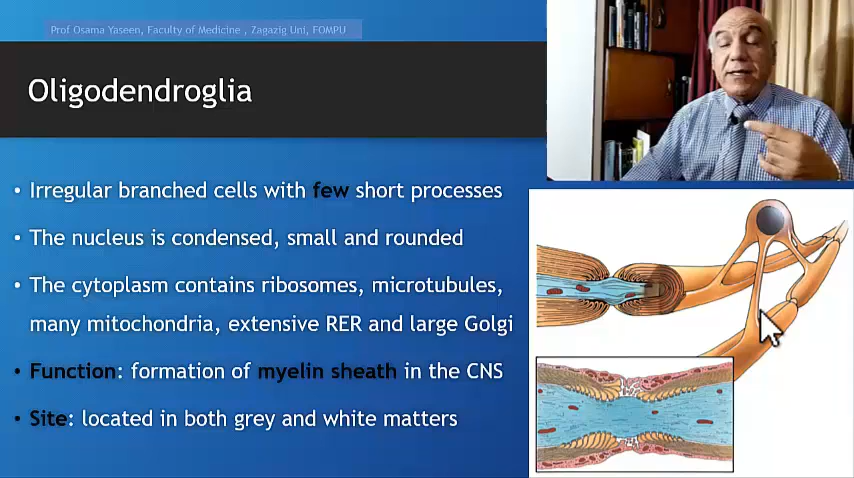 Prof Osama Yaseen, Faculty of Medicine , Zagazig Uni, FOMPU
Oligodendroglia
• Irregular branched cells with few short processes
• The nucleus is condensed, small and rounded
• The cytoplasm contains ribosomes, microtubules,
many mitochondria, extensive RER and large Golgi
• Function: formation of myelin sheath in the CNS
• Site: located in both grey and white matters